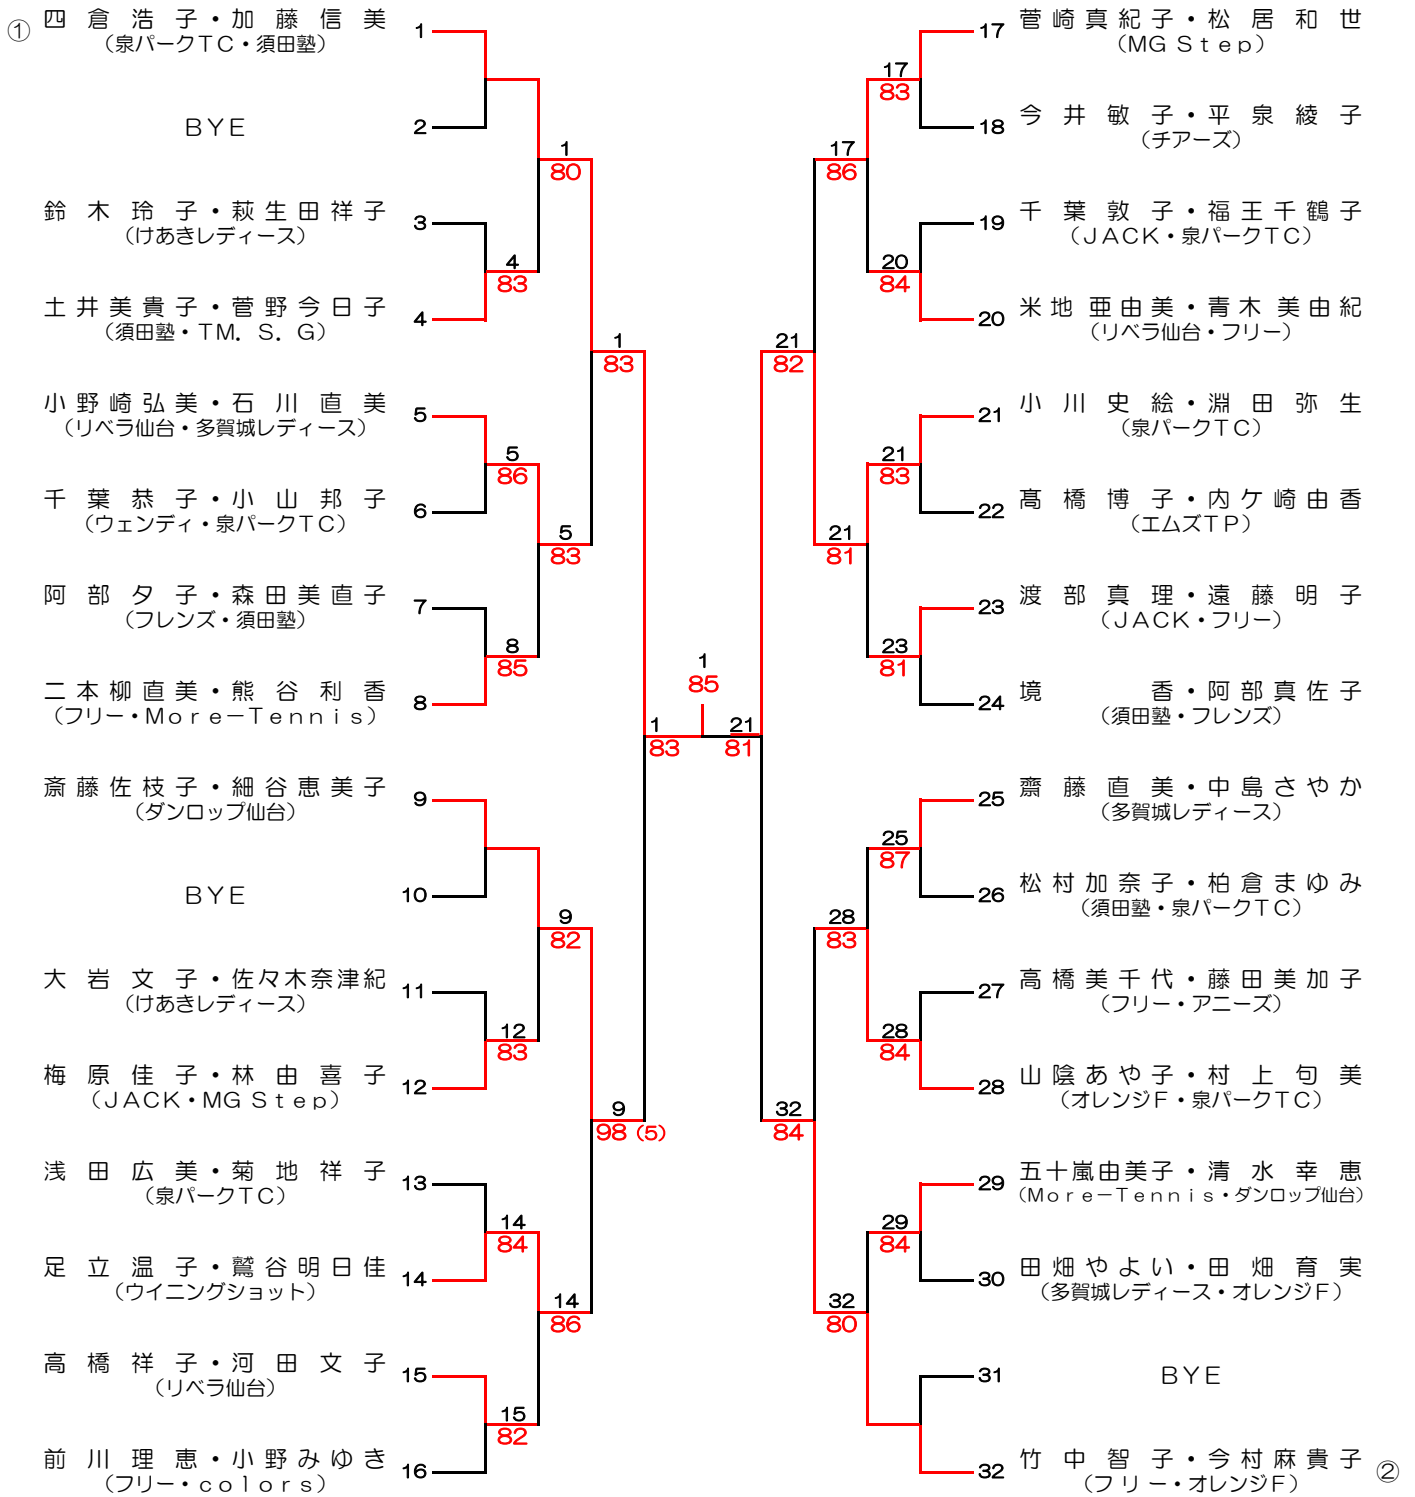 ① 四倉浩子・加藤信美 1
(泉パークTC・須田塾)
BYE 2
鈴木玲子・萩生田祥子 3
(けあきレディース)
土井美貴子・菅野今日子 4
(須田塾・TM．S．G)
小野崎弘美・石川直美 5
(リベラ仙台・多賀城レディース)
千葉恭子・小山邦子 6
(ウェンディ・泉パークTC)
阿部夕子・森田美直子 7
(フレンズ・須田塾)
二本柳直美・熊谷利香 8
(フリー・More－Tennis)
斎藤佐枝子・細谷恵美子 9
(ダンロップ仙台)
BYE 10
大岩文子・佐々木奈津紀 11
(けあきレディース)
梅原佳子・林由喜子 12
(JACK・MG Step)
浅田広美・菊地祥子 13
(泉パークTC)
足立温子・鷲谷明日佳 14
(ウイニングショット)
高橋祥子・河田文子 15
(リベラ仙台)
前川理恵・小野みゆき 16
(フリー・colors)
4
83
5
86
8
85
12
83
14
84
15
82
1
80
5
83
9
82
14
86
1
83
9
98 (5)
1
83
1
85
21
81
21
82
32
84
17
86
21
81
28
83
32
80
17
83
20
84
21
83
23
81
25
87
28
84
29
84
17 菅崎真紀子・松居和世
(MG Step)
18 今井敏子・平泉綾子
(チアーズ)
19 千葉敦子・福王千鶴子
(JACK・泉パークTC)
20 米地亜由美・青木美由紀
(リベラ仙台・フリー)
21 小川史絵・淵田弥生
(泉パークTC)
22 髙橋博子・内ケ崎由香
(エムズTP)
23 渡部真理・遠藤明子
(JACK・フリー)
24 境香・阿部真佐子
(須田塾・フレンズ)
25 齋藤直美・中島さやか
(多賀城レディース)
26 松村加奈子・柏倉まゆみ
(須田塾・泉パークTC)
27 高橋美千代・藤田美加子
(フリー・アニーズ)
28 山陰あや子・村上句美
(オレンジF・泉パークTC)
29 五十嵐由美子・清水幸恵
(More－Tennis・ダンロップ仙台)
30 田畑やよい・田畑育実
(多賀城レディース・オレンジF)
31 BYE
32 竹中智子・今村麻貴子 ②
(フリー・オレンジF)